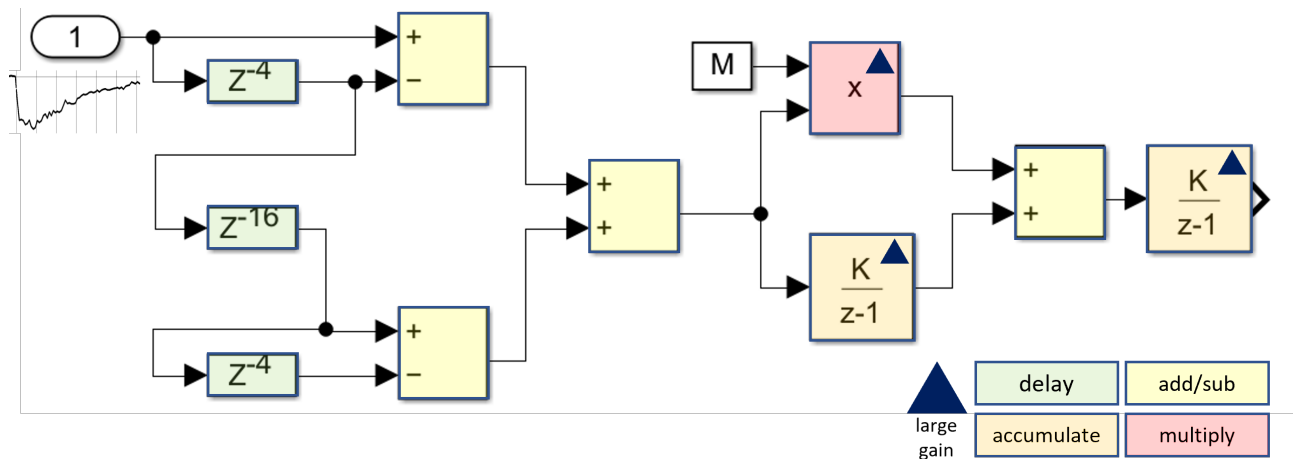 1
+
−
Z-4
Z-16
+
−
Z-4
+
+
M
x
K
z-1
+
+
K
z-1
large
gain
delay
add/sub
accumulate
multiply